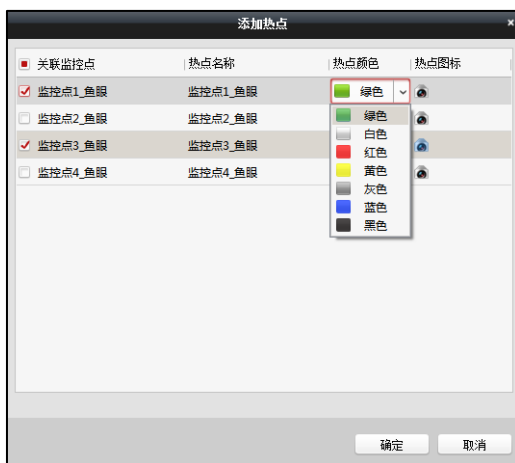 添加热点
×
关联监控点 热点名称 热点颜色 热点图标
监控点1_鱼眼 监控点1_鱼眼 绿色
监控点2_鱼眼 监控点2_鱼眼 绿色
监控点3_鱼眼 监控点3_鱼眼 白色
监控点4_鱼眼 监控点4_鱼眼 红色
黄色
灰色
蓝色
黑色
确定 取消